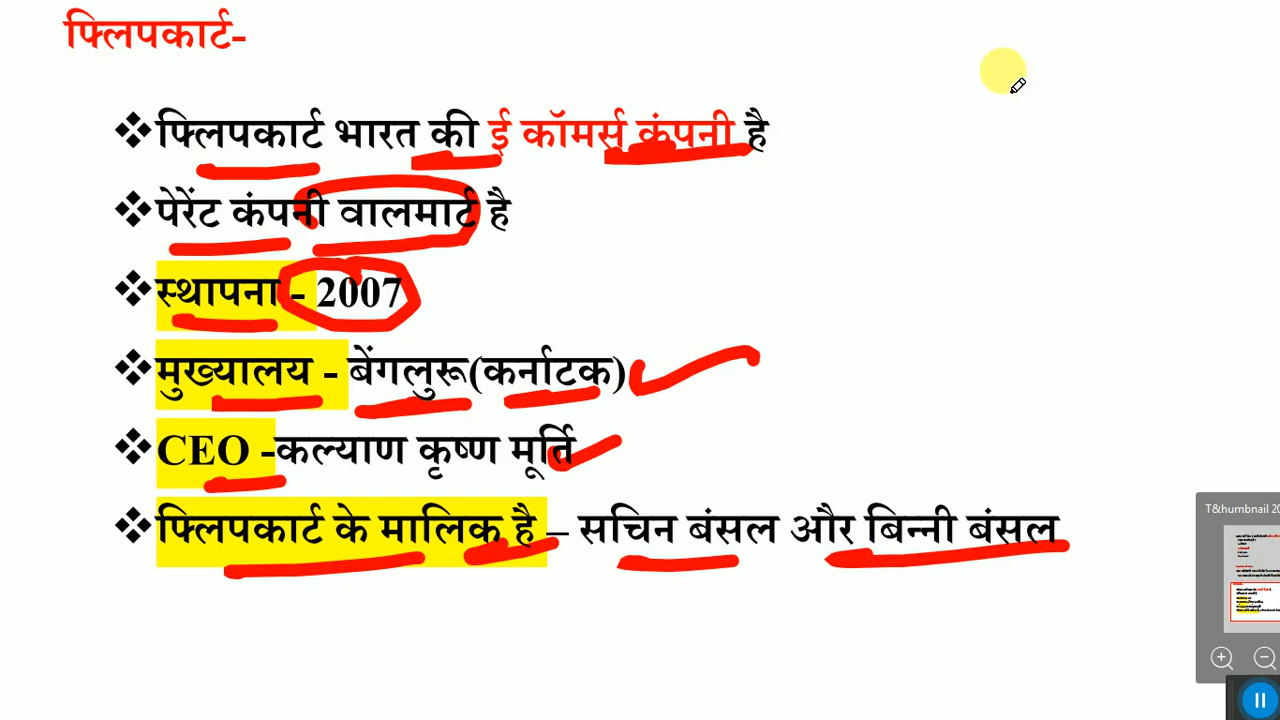 फ्लिपकार्ट-
❖फ्लिपकार्ट भारत की ई कॉमर्स कंपनी है
❖पेरेंट कंपनी वालमार्ट है
❖स्थापना - 2007
❖मुख्यालय - बेंगलुरू(कर्नाटक)
❖CEO -कल्याण कृष्ण मूर्ति
❖फ्लिपकार्ट के मालिक है – सचिन बंसल और बिन्नी बंसल
T&humbnail 20